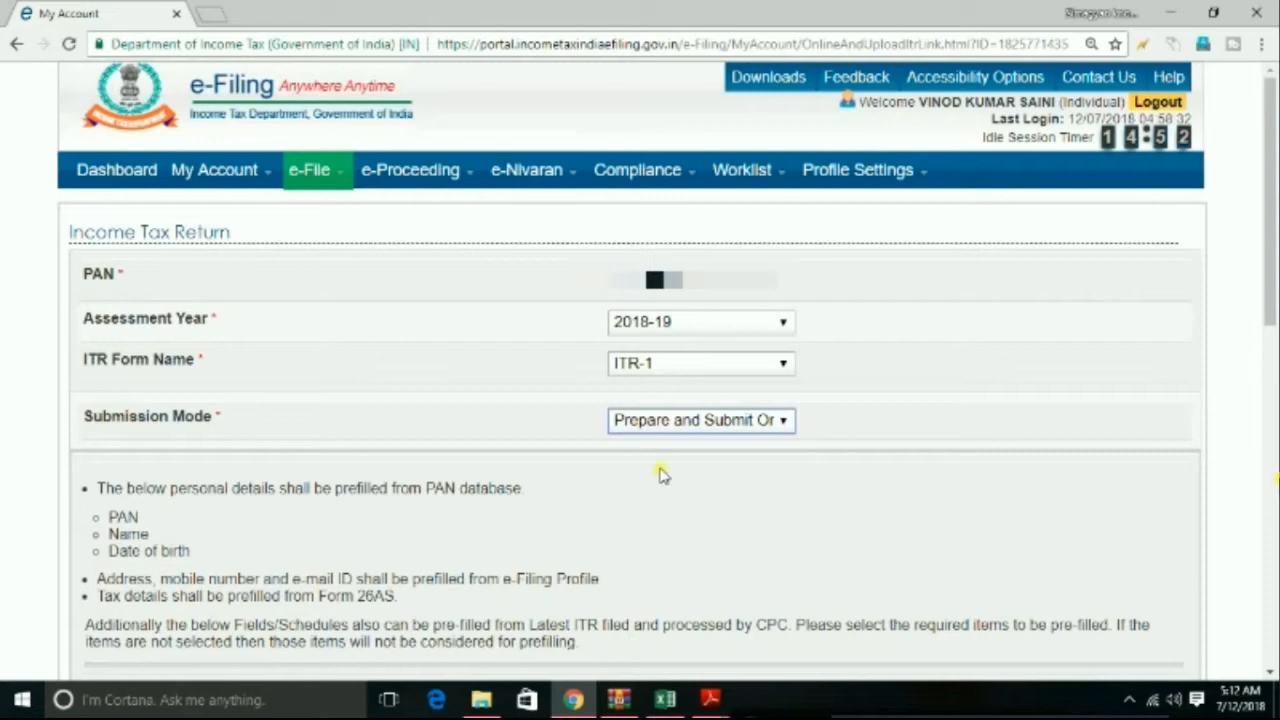 My Account
Department of Income Tax (Government of India) [IN] https://portal.incometaxindiaefiling.gov.in/e-Filing/MyAccount/OnlineAndUploadItrLink.html?ID=1825771435
e-Filing Anywhere Anytime
Income Tax Department, Government of India
Downloads Feedback Accessibility Options Contact Us Help
Welcome VINOD KUMAR SAINI (Individual) Logout
Last Login: 12/07/2018 04:58:32
Idle Session Timer 1 4 : 5 2
Dashboard My Account e-File e-Proceeding e-Nivaran Compliance Worklist Profile Settings
Income Tax Return
PAN *
Assessment Year * 2018-19
ITR Form Name * ITR-1
Submission Mode * Prepare and Submit Or
• The below personal details shall be prefilled from PAN database.
○ PAN
○ Name
○ Date of birth
• Address, mobile number and e-mail ID shall be prefilled from e-Filing Profile
• Tax details shall be prefilled from Form 26AS.
Additionally the below Fields/Schedules also can be pre-filled from Latest ITR filed and processed by CPC. Please select the required items to be pre-filled. If the
items are not selected then those items will not be considered for prefilling.
I'm Cortana. Ask me anything.
5:12 AM
7/12/2018